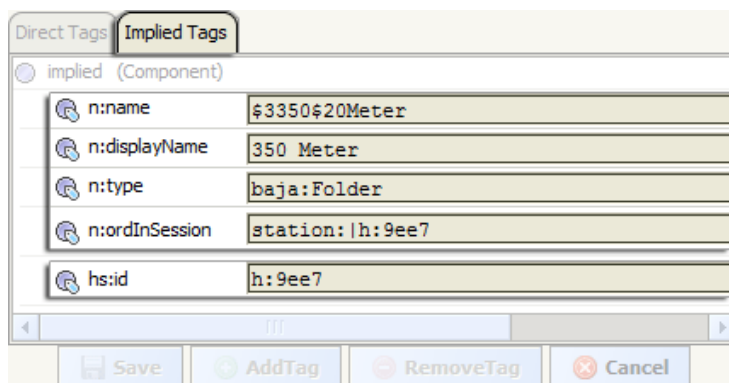 Direct Tags Implied Tags
implied (Component)
n:name $3350$20Meter
n:displayName 350 Meter
n:type baja:Folder
n:ordInSession station:|h:9ee7
hs:id h:9ee7
Save AddTag RemoveTag Cancel